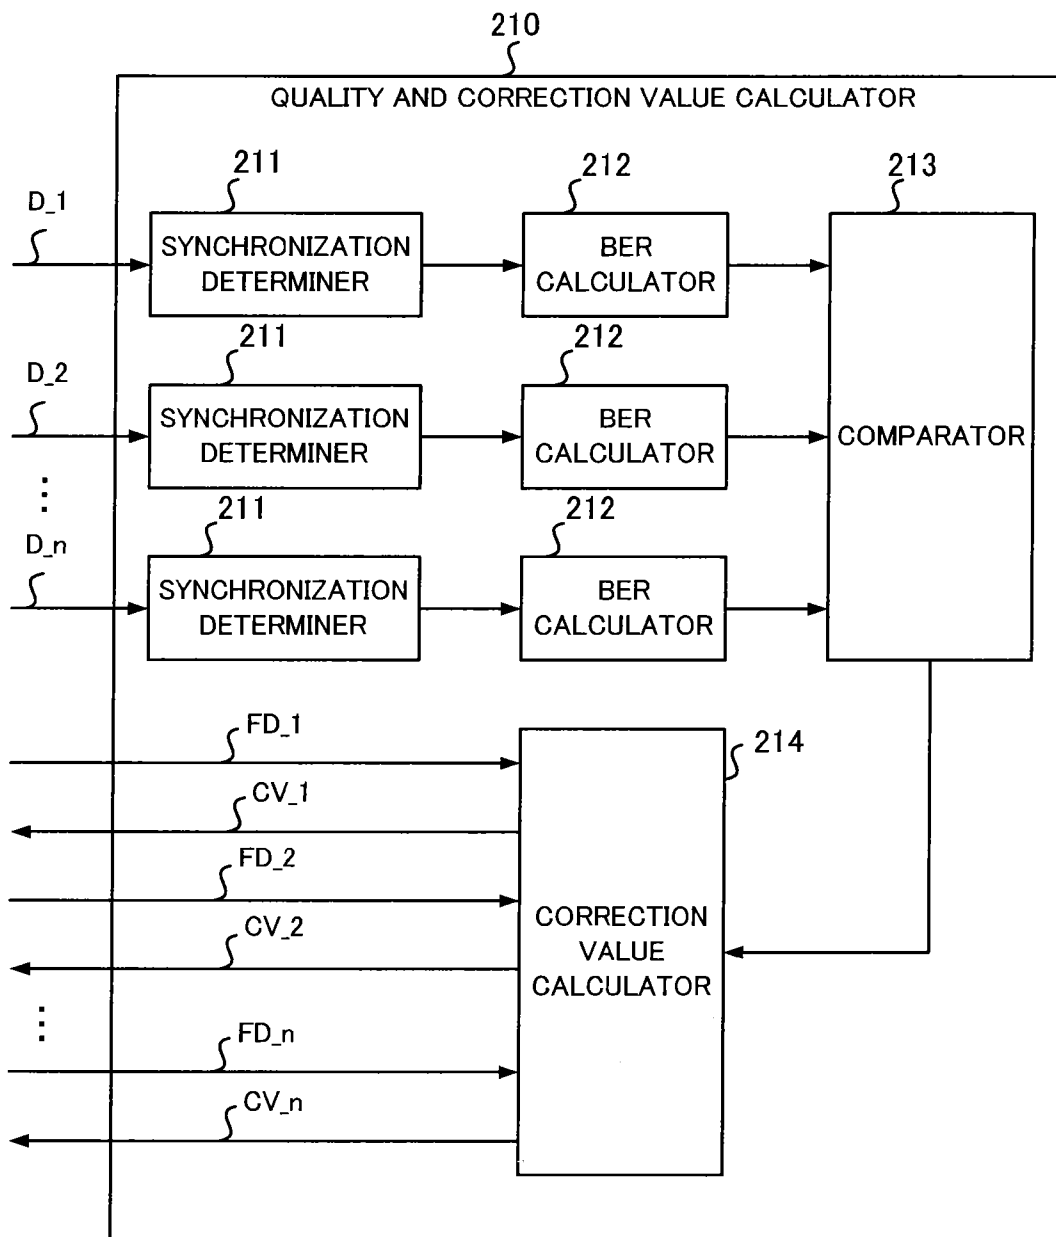 210
QUALITY AND CORRECTION VALUE CALCULATOR
211
212
213
D_1
SYNCHRONIZATION
DETERMINER
BER
CALCULATOR
211
212
D_2
SYNCHRONIZATION
DETERMINER
BER
CALCULATOR
COMPARATOR
211
212
D_n
SYNCHRONIZATION
DETERMINER
BER
CALCULATOR
FD_1
214
CV_1
FD_2
CORRECTION
VALUE
CALCULATOR
CV_2
FD_n
CV_n